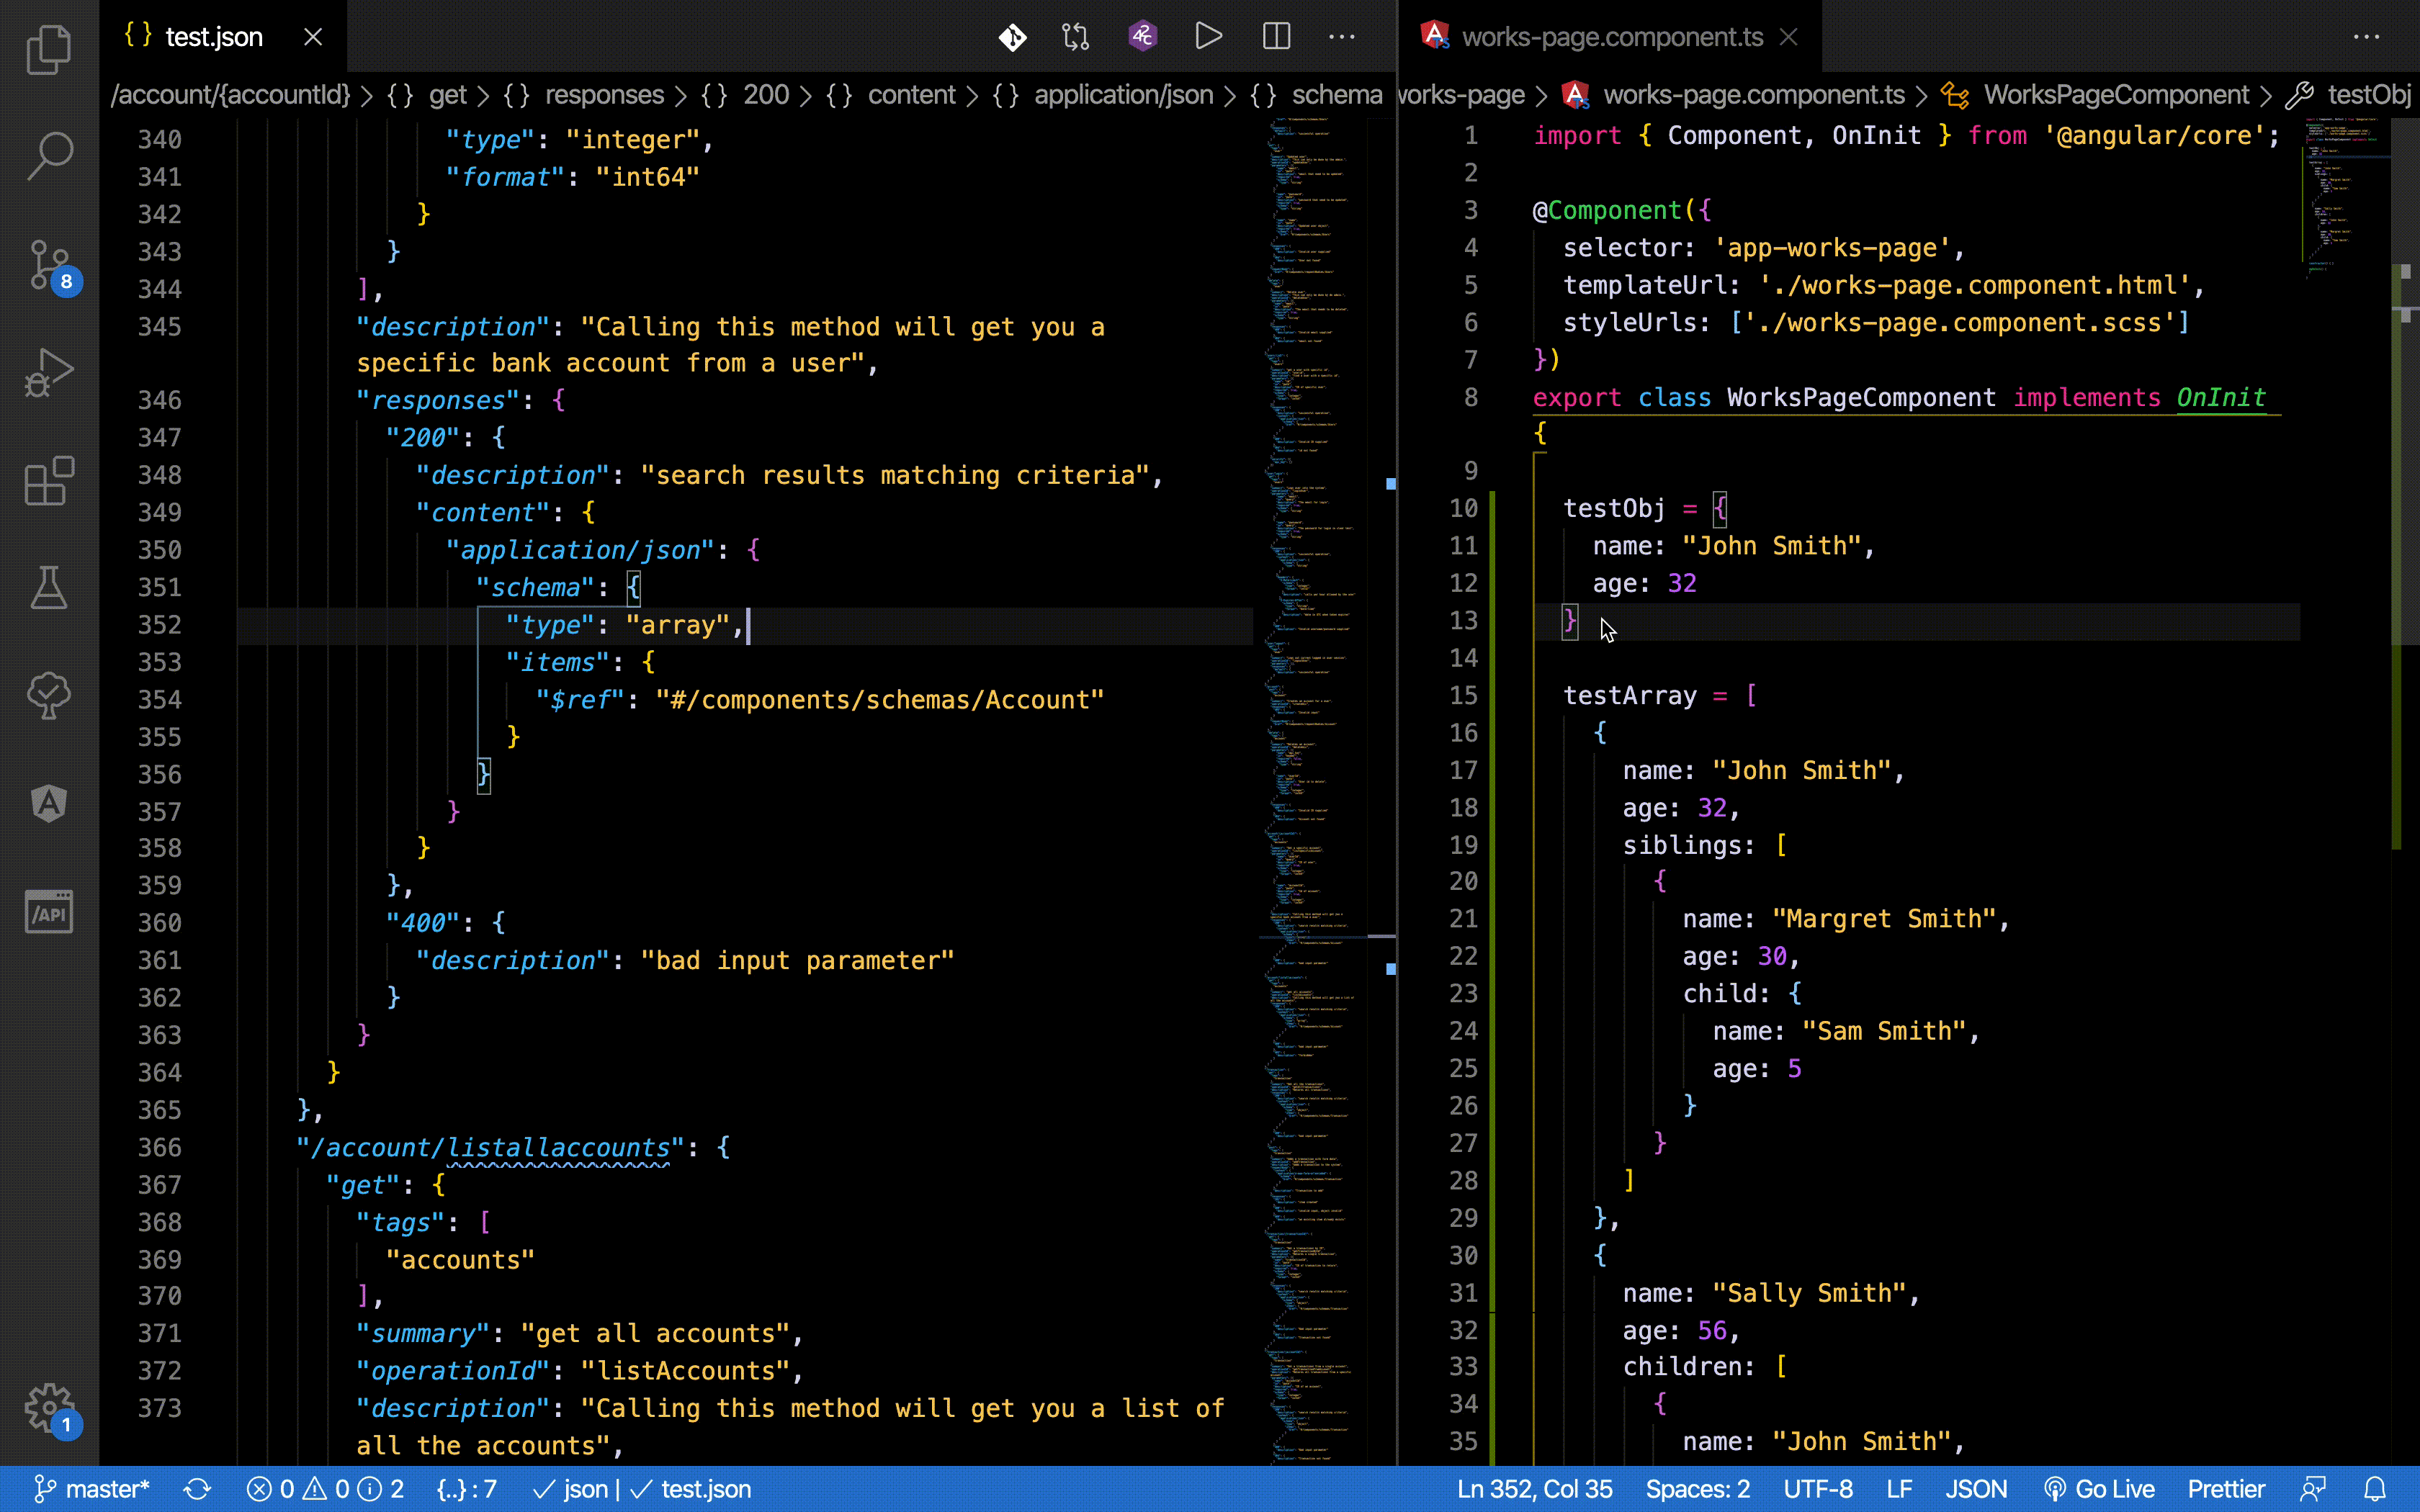 test.json
/account/{accountId} > {} get > {} responses > {} 200 > {} content > {} application/json > {} schema
340 "type": "integer",
341 "format": "int64"
342 }
343 }
344 ],
345 "description": "Calling this method will get you a
specific bank account from a user",
346 "responses": {
347 "200": {
348 "description": "search results matching criteria",
349 "content": {
350 "application/json": {
351 "schema": {
352 "type": "array",
353 "items": {
354 "$ref": "#/components/schemas/Account"
355 }
356 }
357 }
358 }
359 },
360 "400": {
361 "description": "bad input parameter"
362 }
363 }
364 }
365 },
366 "/account/listallaccounts": {
367 "get": {
368 "tags": [
369 "accounts"
370 ],
371 "summary": "get all accounts",
372 "operationId": "listAccounts",
373 "description": "Calling this method will get you a list of
all the accounts",
works-page.component.ts
works-page > works-page.component.ts > WorksPageComponent > testObj
1 import { Component, OnInit } from '@angular/core';
2
3 @Component({
4 selector: 'app-works-page',
5 templateUrl: './works-page.component.html',
6 styleUrls: ['./works-page.component.scss']
7 })
8 export class WorksPageComponent implements OnInit
{
9
10 testObj = {
11 name: "John Smith",
12 age: 32
13 }
14
15 testArray = [
16 {
17 name: "John Smith",
18 age: 32,
19 siblings: [
20 {
21 name: "Margret Smith",
22 age: 30,
23 child: {
24 name: "Sam Smith",
25 age: 5
26 }
27 }
28 ]
29 },
30 {
31 name: "Sally Smith",
32 age: 56,
33 children: [
34 {
35 name: "John Smith",
8
/API
1
master* 0 0 2 {..} : 7 json | test.json Ln 352, Col 35 Spaces: 2 UTF-8 LF JSON Go Live Prettier